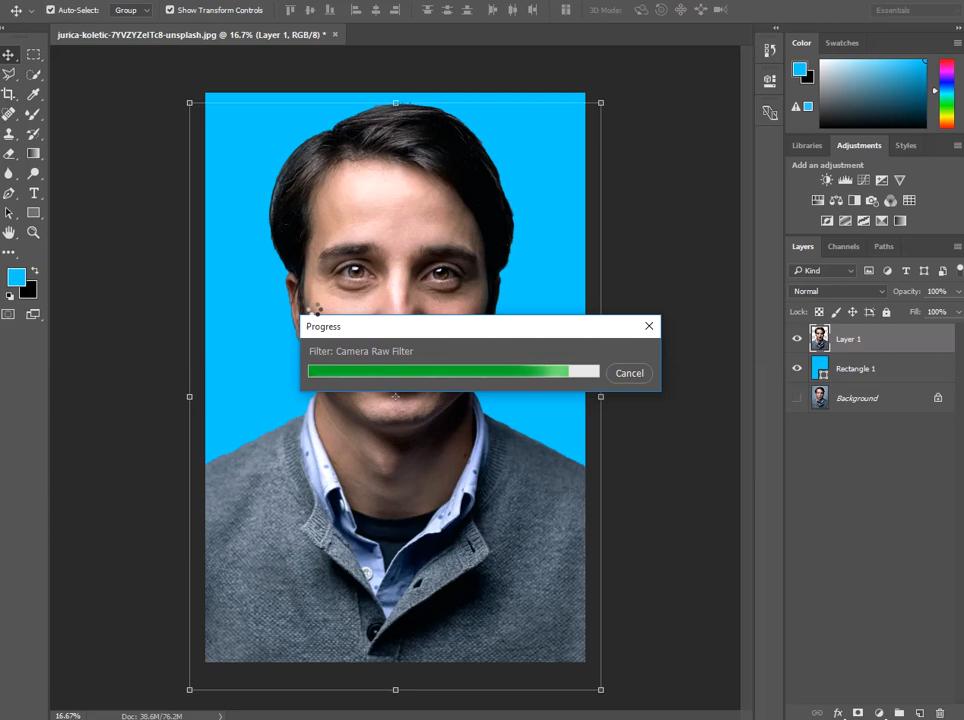 Auto-Select: Group Show Transform Controls 3D Mode: Essentials
jurica-koletic-7YVZYZeITc8-unsplash.jpg @ 16.7% (Layer 1, RGB/8) * ×
Color Swatches
Libraries Adjustments Styles
Add an adjustment
Layers Channels Paths
Kind
Normal Opacity: 100%
Lock: Fill: 100%
Progress
Layer 1
Filter: Camera Raw Filter
Cancel
Rectangle 1
Background
16.67% Doc: 38.6M/76.2M